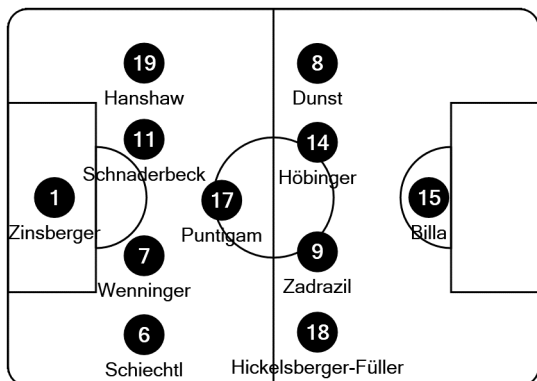 19
Hanshaw
11
Schnaderbeck
1
Zinsberger
7
Wenninger
6
Schiechtl
17
Puntigam
8
Dunst
14
Höbinger
9
Zadrazil
18
Hickelsberger-Füller
15
Billa